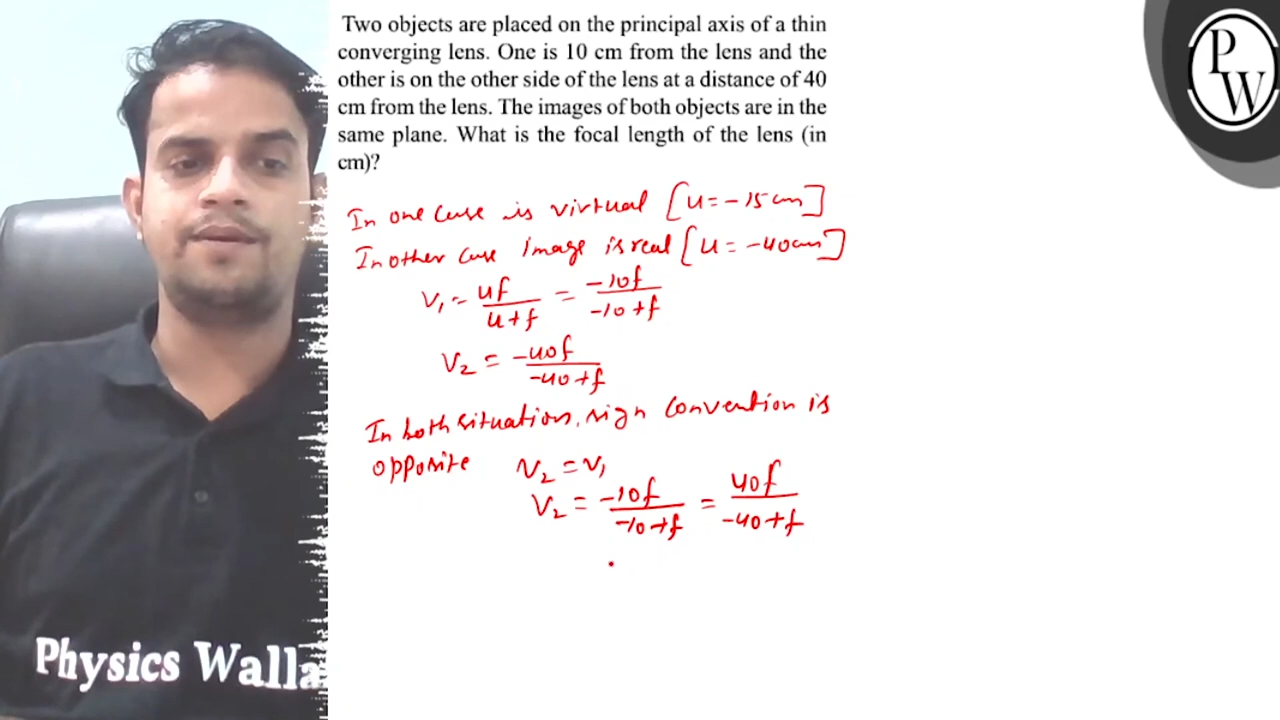 Two objects are placed on the principal axis of a thin
converging lens. One is 10 cm from the lens and the
other is on the other side of the lens at a distance of 40
cm from the lens. The images of both objects are in the
same plane. What is the focal length of the lens (in
cm)?
In one case is virtual [u = -15 cm]
In other case image is real [u = -40cm]
V₁ = uf / u+f = -10f / -10+f
V₂ = -40f / -40+f
In both situation, sign convention is
opposite V₂ = V₁
V₂ = -10f / -10+f = 40f / -40+f
PW
Physics Walla